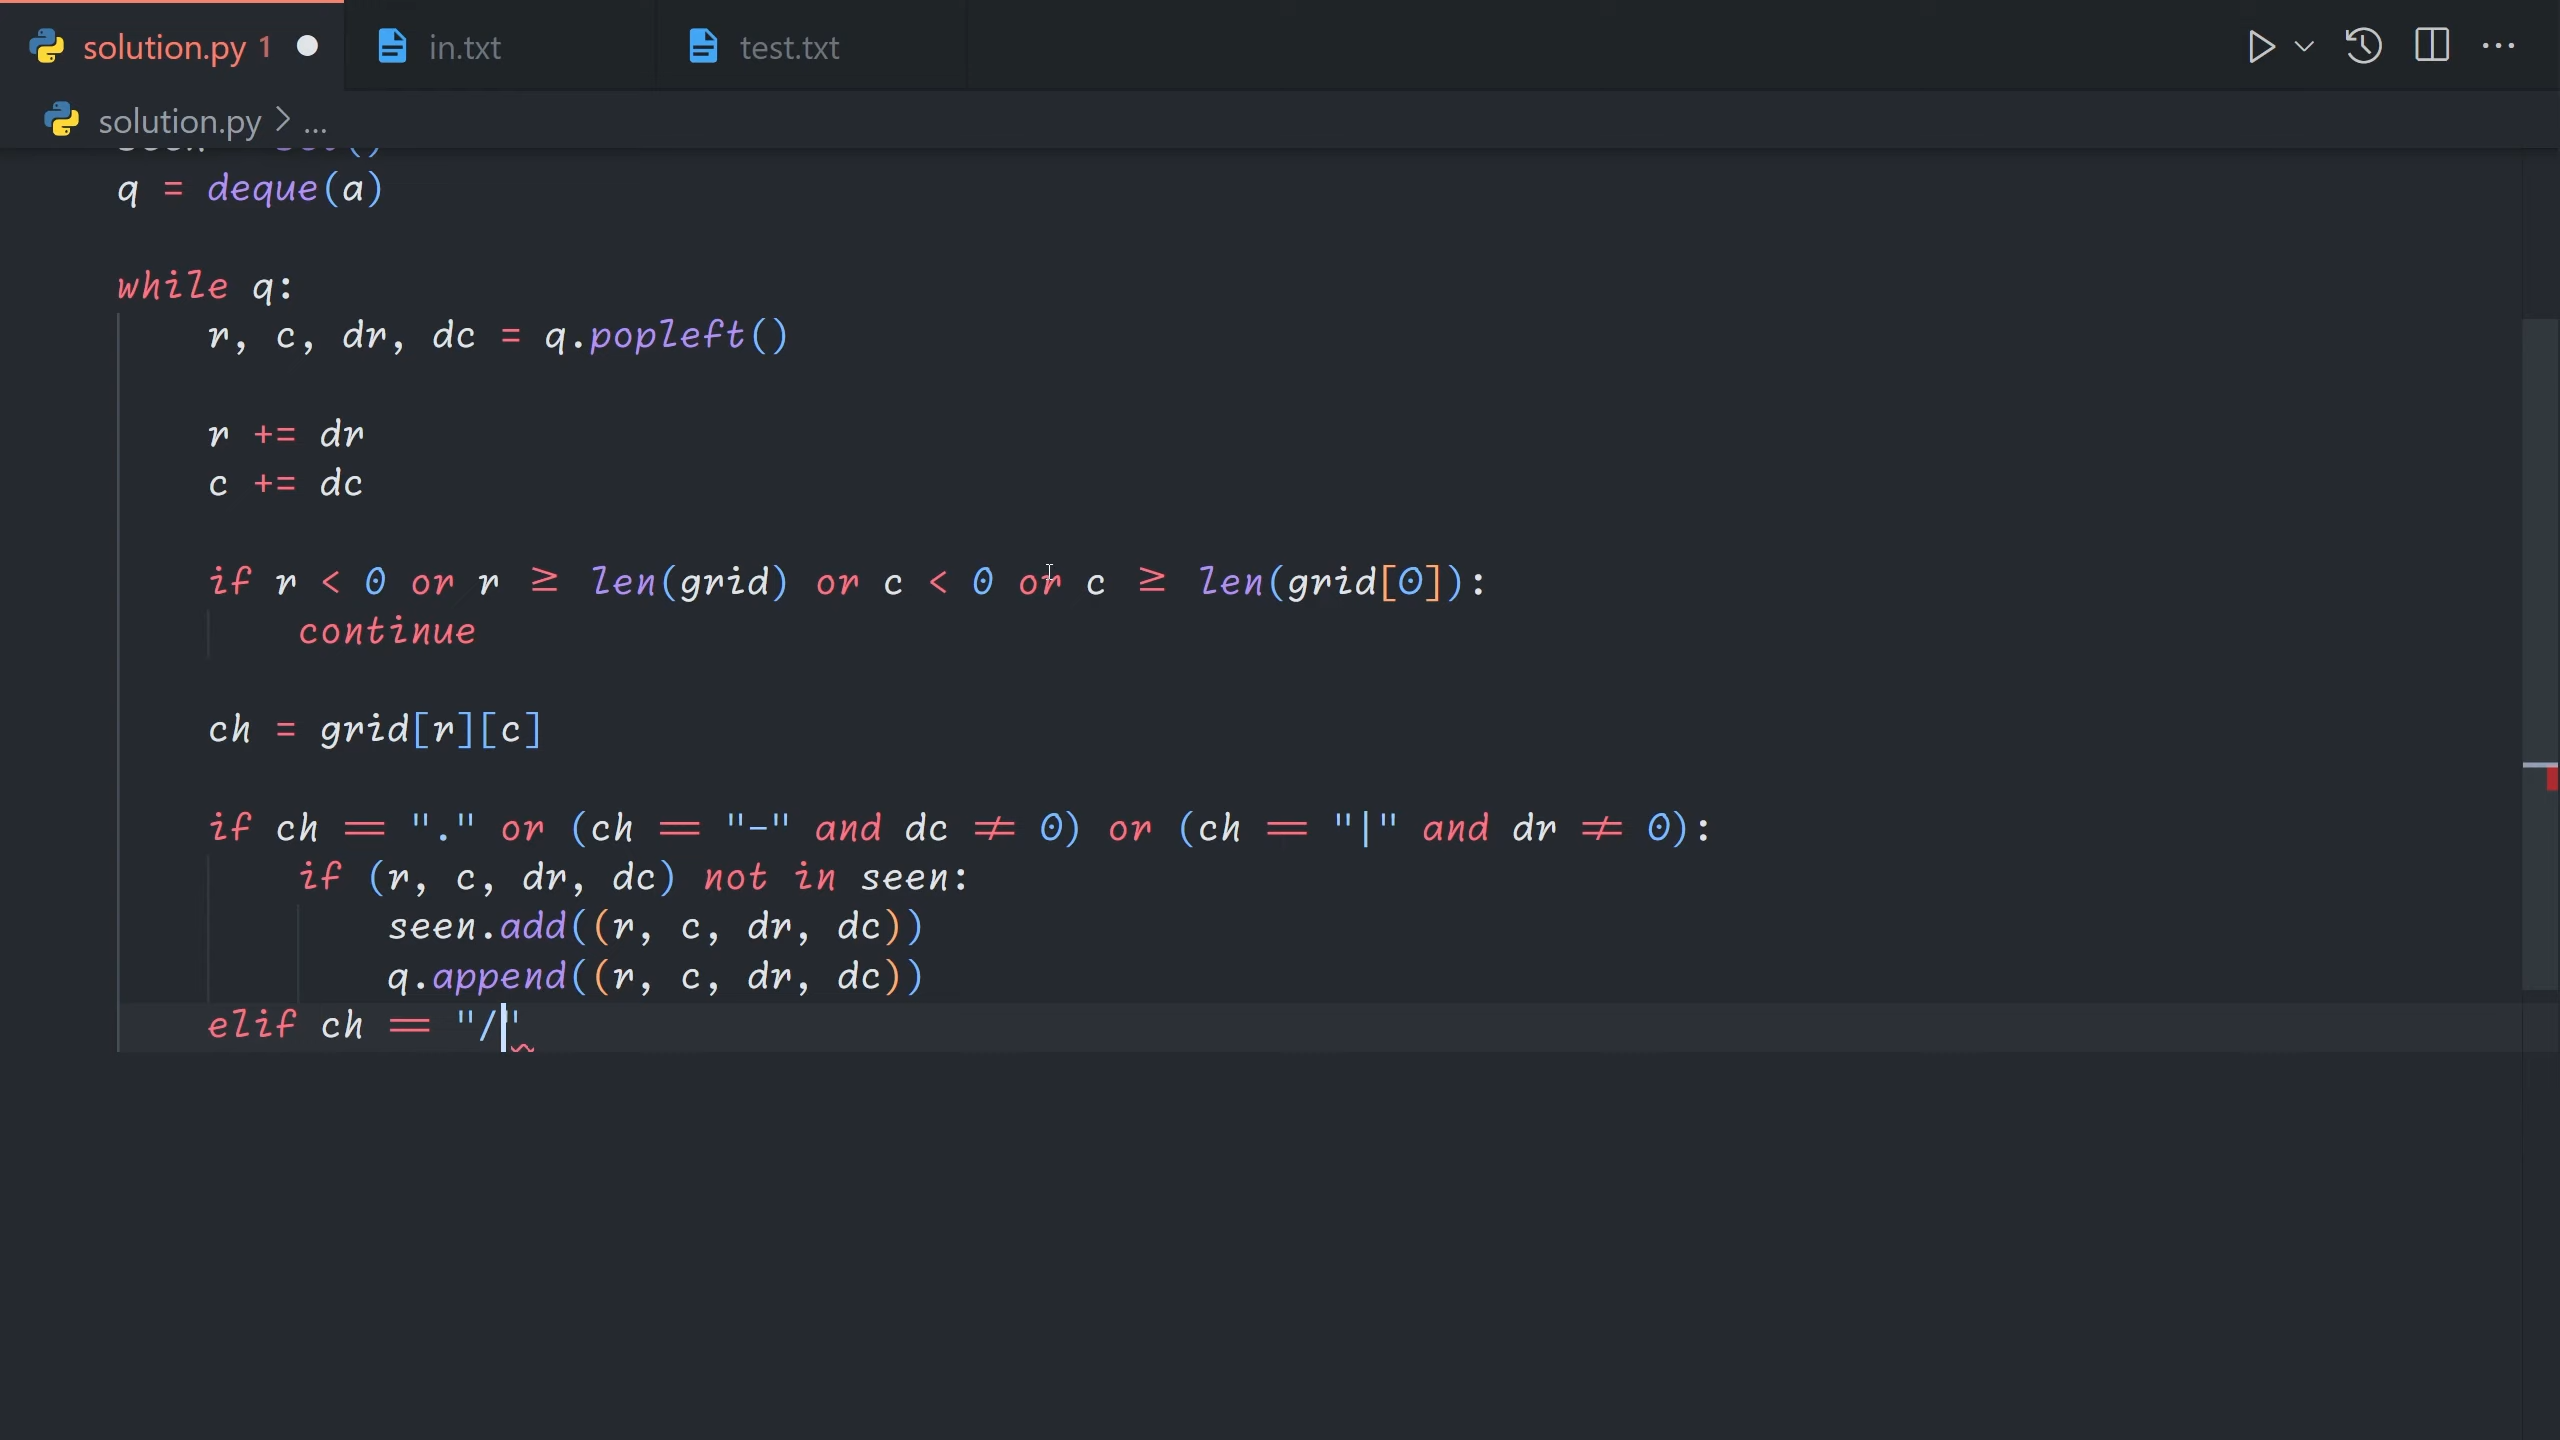 solution.py 1
in.txt
test.txt
solution.py > ...
q = deque(a)
while q:
r, c, dr, dc = q.popleft()
r += dr
c += dc
if r < 0 or r ≥ len(grid) or c < 0 or c ≥ len(grid[0]):
continue
ch = grid[r][c]
if ch == "." or (ch == "-" and dc ≠ 0) or (ch == "|" and dr ≠ 0):
if (r, c, dr, dc) not in seen:
seen.add((r, c, dr, dc))
q.append((r, c, dr, dc))
elif ch == "/"